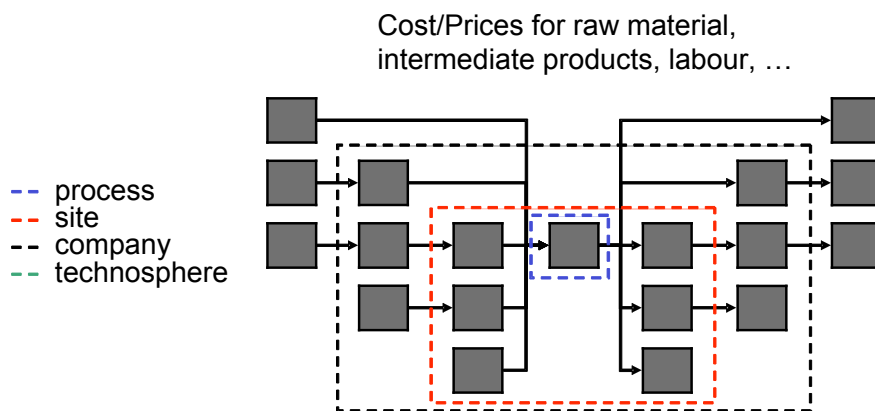 Cost/Prices for raw material,
intermediate products, labour, …
process
site
company
technosphere